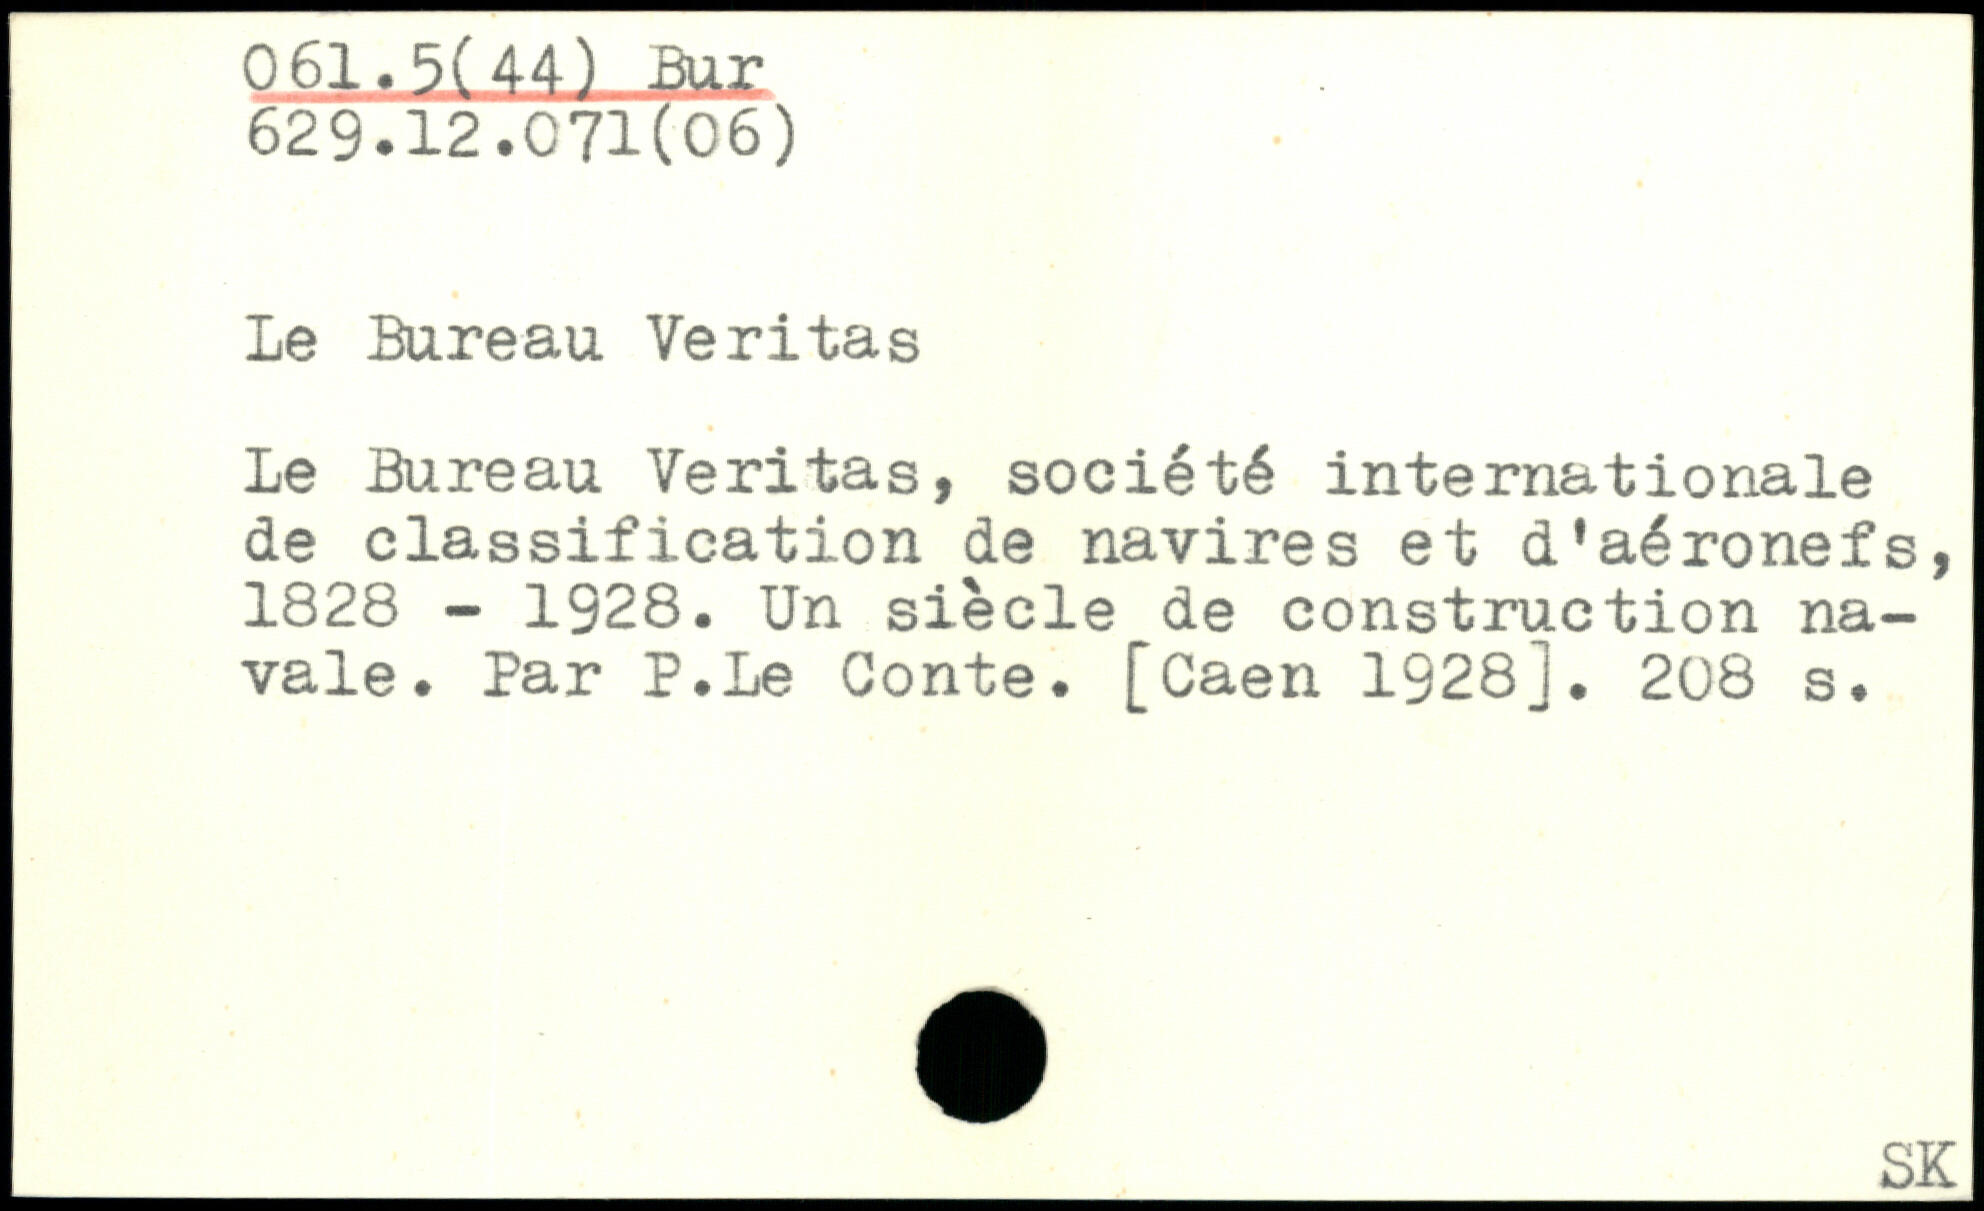 061.5(44) Bur
629.12.071(06)
Le Bureau Veritas
Le Bureau Veritas, société internationale
de classification de navires et d'aéronefs,
1828 - 1928. Un siècle de construction na-
vale. Par P.Le Conte. [Caen 1928]. 208 s.
SK